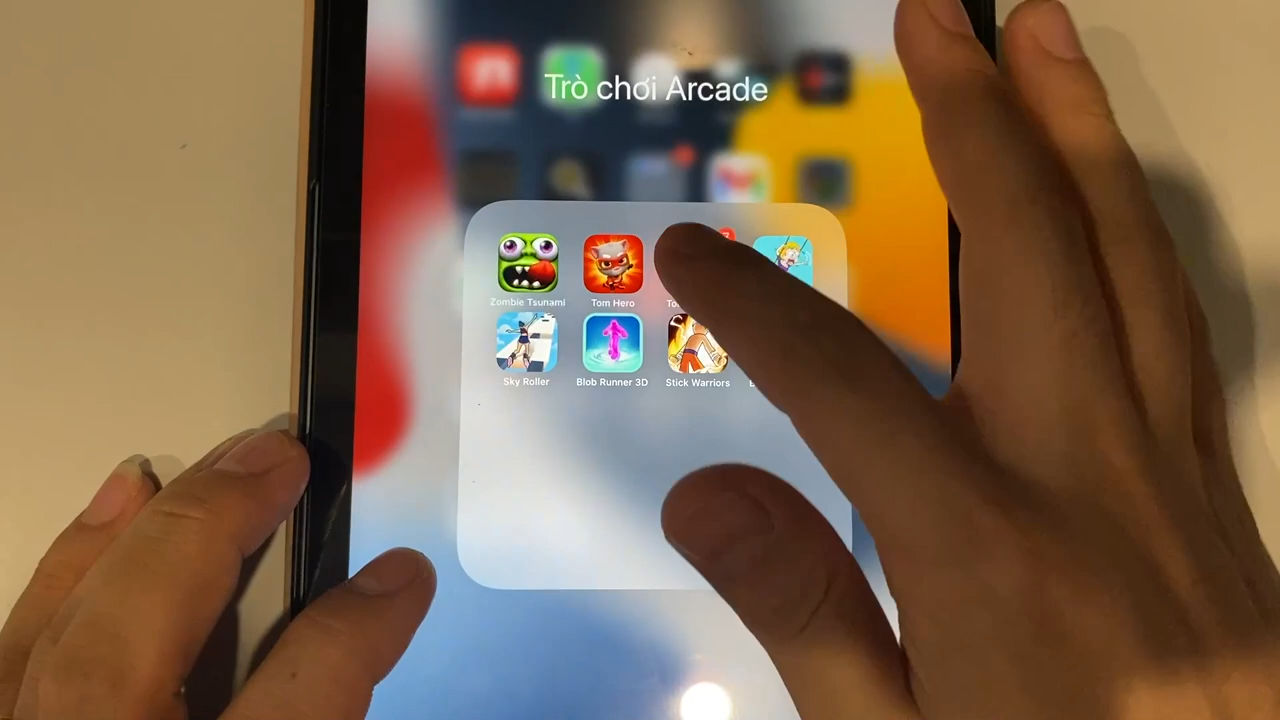 Trò chơi Arcade
Zombie Tsunami
Tom Hero
Sky Roller
Blob Runner 3D
Stick Warriors